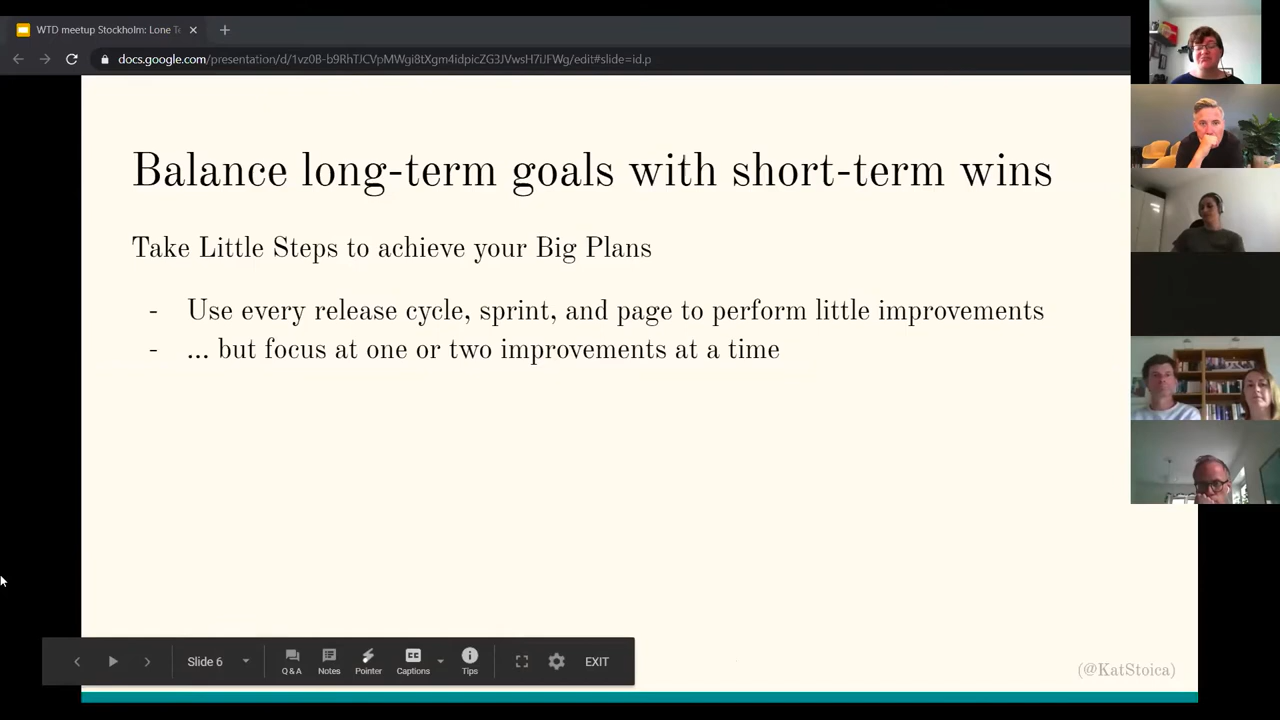 WTD meetup Stockholm: Lone Te
docs.google.com/presentation/d/1vz0B-b9RhTJCVpMWgi8tXgm4idpicZG3JVwsH7iJFWg/edit#slide=id.p
Balance long-term goals with short-term wins
Take Little Steps to achieve your Big Plans
- Use every release cycle, sprint, and page to perform little improvements
- ... but focus at one or two improvements at a time
Slide 6
Q & A
Notes
Pointer
CC
Captions
Tips
EXIT
(@KatStoica)